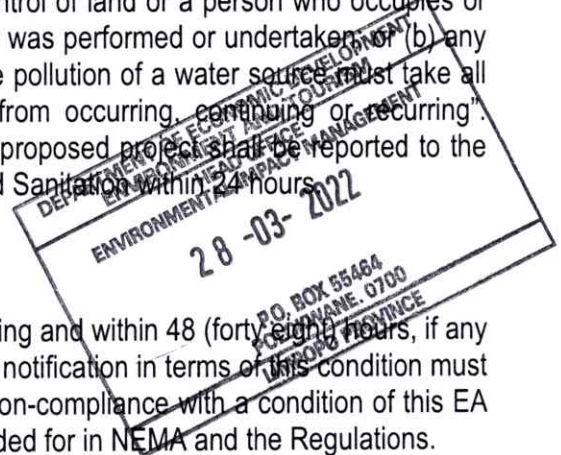 ntrol of land or a person who occupies or
was performed or undertaken; or (b) any
e pollution of a water source must take all
from occurring, continuing or recurring".
proposed project shall be reported to the
d Sanitation within 24 hours.
DEPARTMENT OF ECONOMIC DEVELOPMENT
ENVIRONMENT AND TOURISM
HEAD OFFICE
ENVIRONMENTAL IMPACT MANAGEMENT
28 -03- 2022
P.O. BOX 55464
POLOKWANE, 0700
LIMPOPO PROVINCE
ing and within 48 (forty eight) hours, if any
notification in terms of this condition must
on-compliance with a condition of this EA
ded for in NEMA and the Regulations.